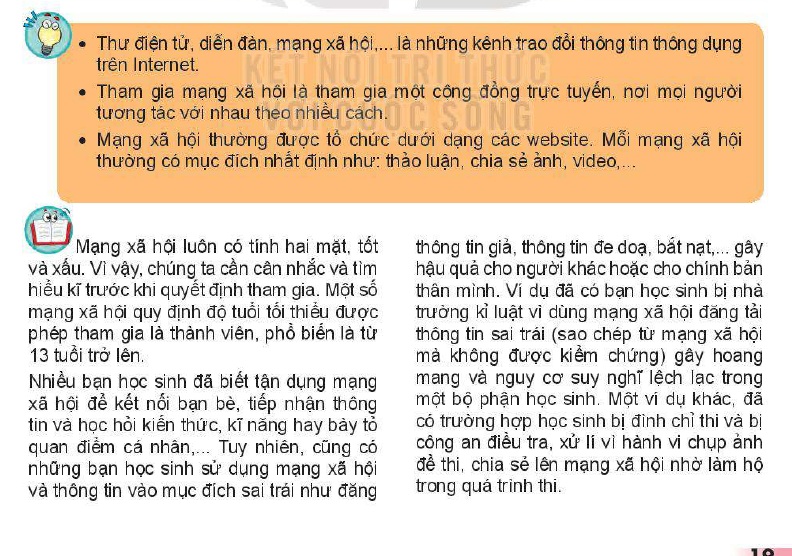 • Thư điện tử, diễn đàn, mạng xã hội,... là những kênh trao đổi thông tin thông dụng
trên Internet.
• Tham gia mạng xã hội là tham gia một cộng đồng trực tuyến, nơi mọi người
tương tác với nhau theo nhiều cách.
• Mạng xã hội thường được tổ chức dưới dạng các website. Mỗi mạng xã hội
thường có mục đích nhất định như: thảo luận, chia sẻ ảnh, video,...
KẾT NỐI TRI THỨC
VỚI CUỘC SỐNG
Mạng xã hội luôn có tính hai mặt, tốt
và xấu. Vì vậy, chúng ta cần cân nhắc và tìm
hiểu kĩ trước khi quyết định tham gia. Một số
mạng xã hội quy định độ tuổi tối thiểu được
phép tham gia là thành viên, phổ biến là từ
13 tuổi trở lên.
Nhiều bạn học sinh đã biết tận dụng mạng
xã hội để kết nối bạn bè, tiếp nhận thông
tin và học hỏi kiến thức, kĩ năng hay bày tỏ
quan điểm cá nhân,... Tuy nhiên, cũng có
những bạn học sinh sử dụng mạng xã hội
và thông tin vào mục đích sai trái như đăng
thông tin giả, thông tin đe doạ, bắt nạt,... gây
hậu quả cho người khác hoặc cho chính bản
thân mình. Ví dụ đã có bạn học sinh bị nhà
trường kỉ luật vì dùng mạng xã hội đăng tải
thông tin sai trái (sao chép từ mạng xã hội
mà không được kiểm chứng) gây hoang
mang và nguy cơ suy nghĩ lệch lạc trong
một bộ phận học sinh. Một ví dụ khác, đã
có trường hợp học sinh bị đình chỉ thi và bị
công an điều tra, xử lí vì hành vi chụp ảnh
đề thi, chia sẻ lên mạng xã hội nhờ làm hộ
trong quá trình thi.